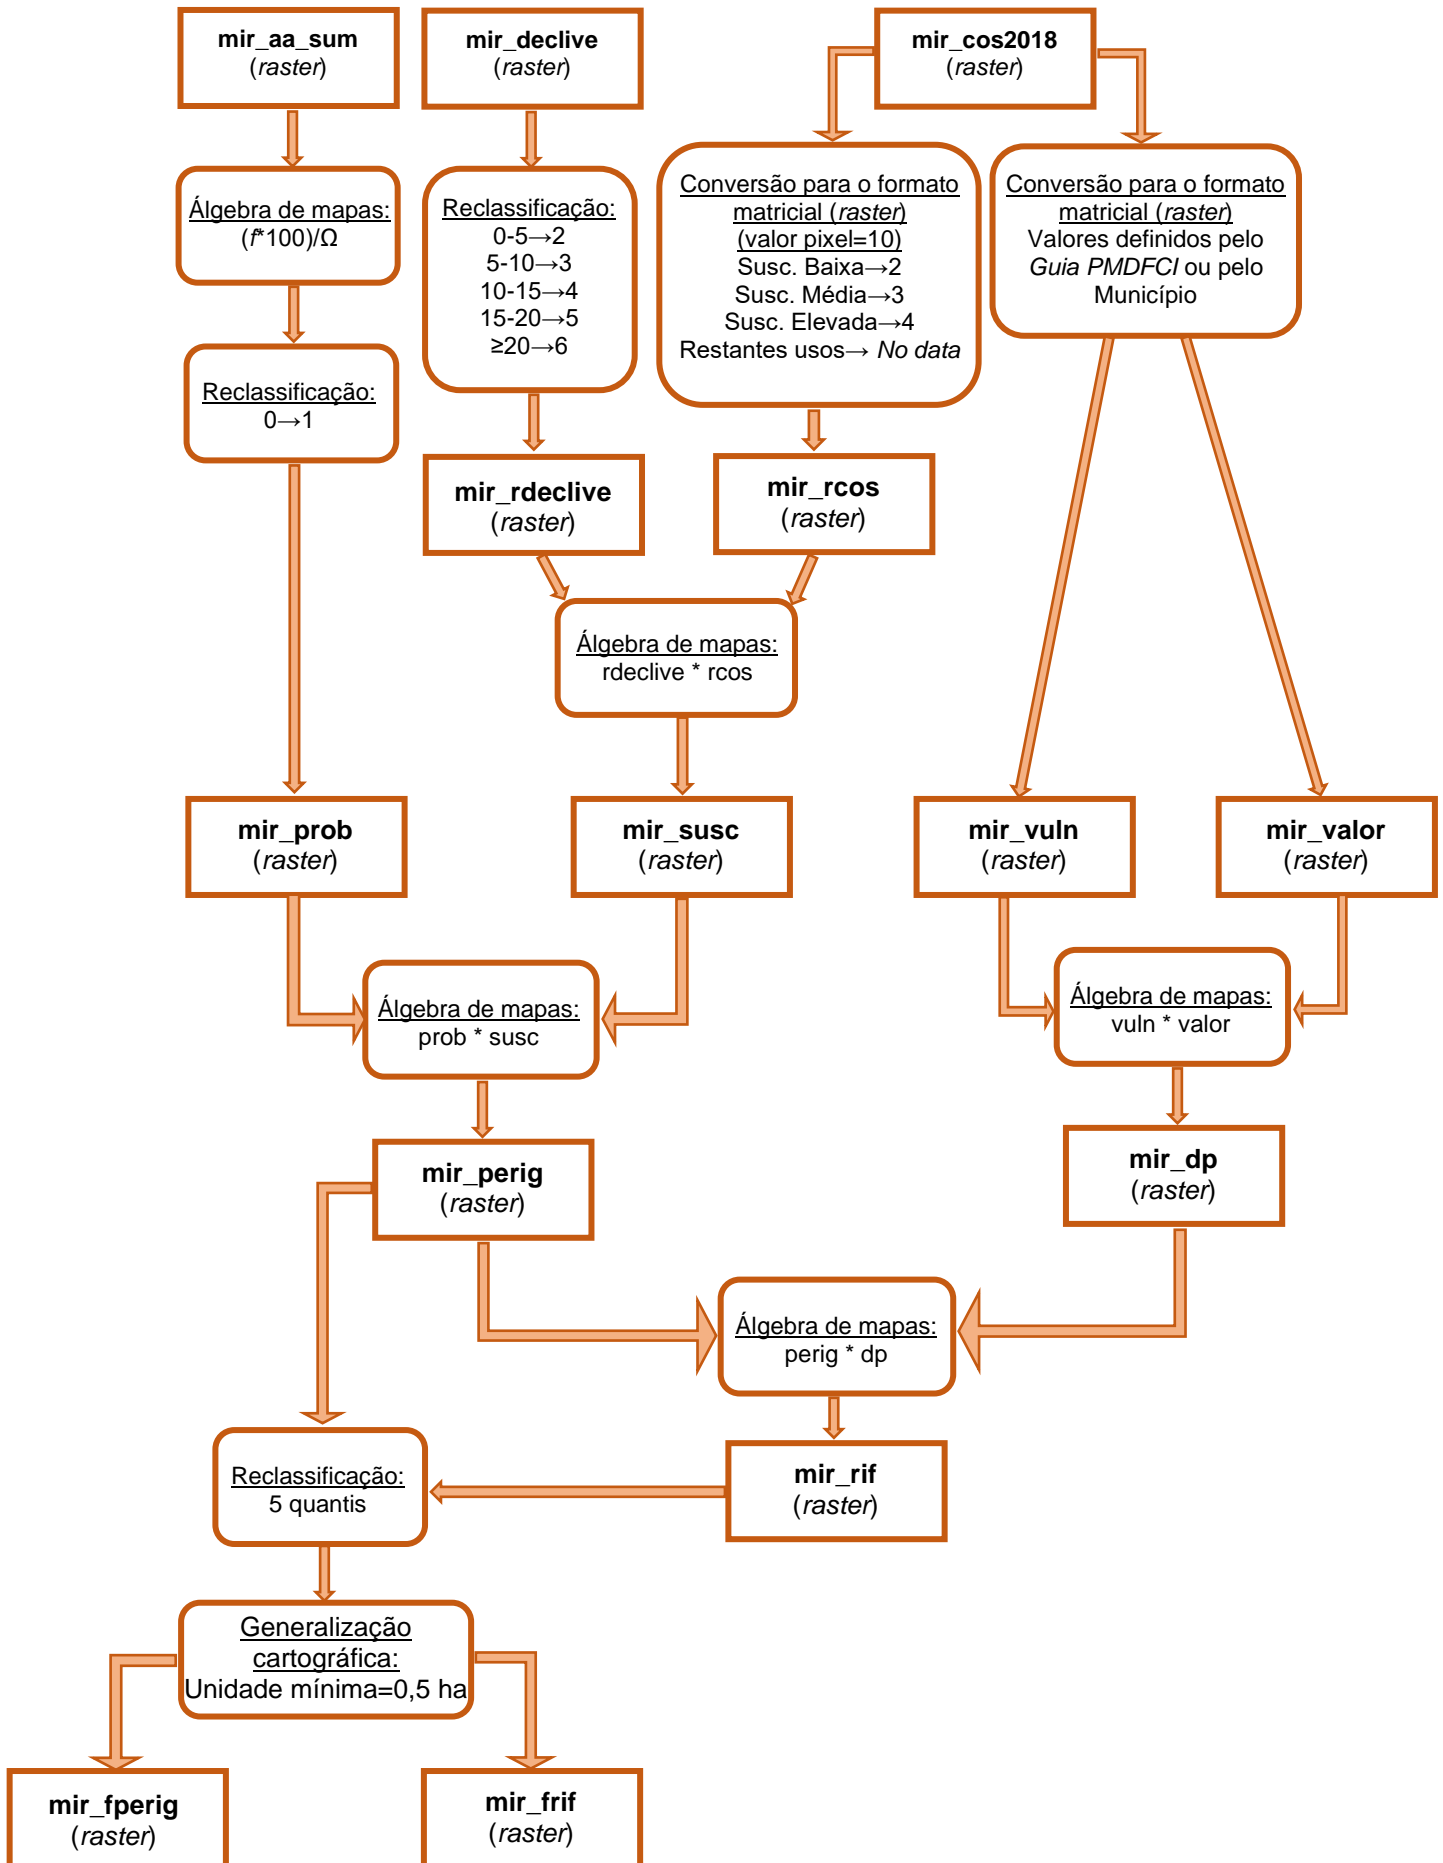 mir_aa_sum
(raster)
mir_declive
(raster)
mir_cos2018
(raster)
Álgebra de mapas:
(f*100)/Ω
Reclassificação:
0-5→2
5-10→3
10-15→4
15-20→5
≥20→6
Conversão para o formato
matricial (raster)
(valor pixel=10)
Susc. Baixa→2
Susc. Média→3
Susc. Elevada→4
Restantes usos→ No data
Conversão para o formato
matricial (raster)
Valores definidos pelo
Guia PMDFCI ou pelo
Município
Reclassificação:
0→1
mir_rdeclive
(raster)
mir_rcos
(raster)
Álgebra de mapas:
rdeclive * rcos
mir_prob
(raster)
mir_susc
(raster)
mir_vuln
(raster)
mir_valor
(raster)
Álgebra de mapas:
prob * susc
Álgebra de mapas:
vuln * valor
mir_perig
(raster)
mir_dp
(raster)
Álgebra de mapas:
perig * dp
Reclassificação:
5 quantis
mir_rif
(raster)
Generalização
cartográfica:
Unidade mínima=0,5 ha
mir_fperig
(raster)
mir_frif
(raster)